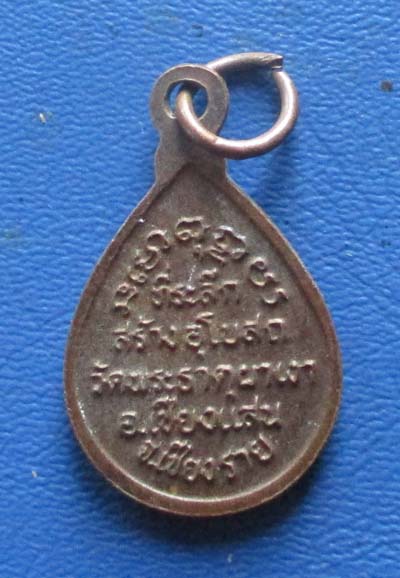 ที่ระลึก
สร้างอุโบสถ
วัดพระธาตุผาเงา
อ.เชียงแสน
จ.เชียงราย